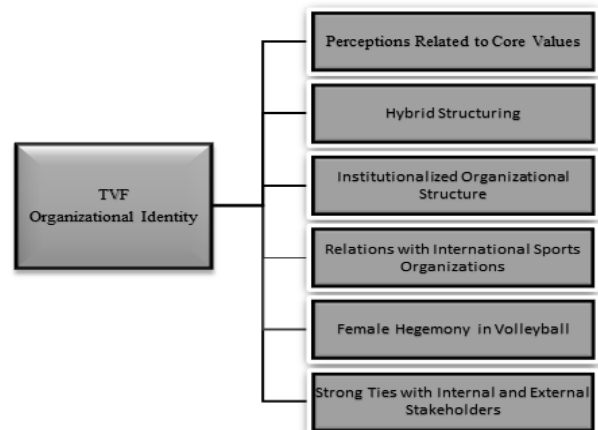 TVF
Organizational Identity
Perceptions Related to Core Values
Hybrid Structuring
Institutionalized Organizational
Structure
Relations with International Sports
Organizations
Female Hegemony in Volleyball
Strong Ties with Internal and External
Stakeholders